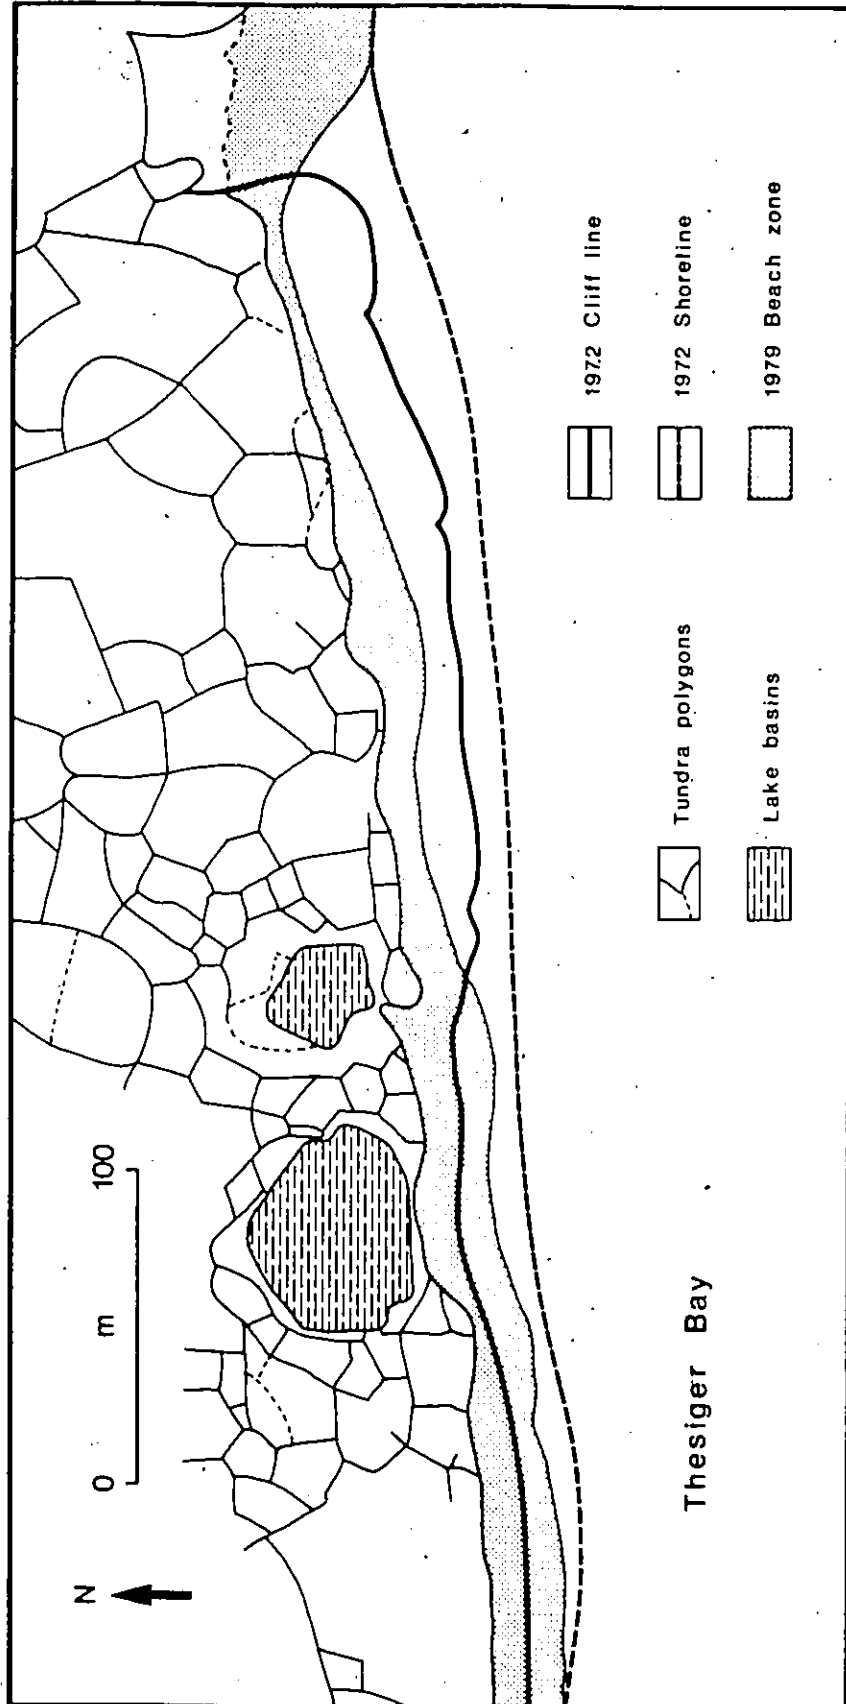 N
0 m 100
Thesiger Bay
Tundra polygons
Lake basins
1972 Cliff line
1972 Shoreline
1979 Beach zone